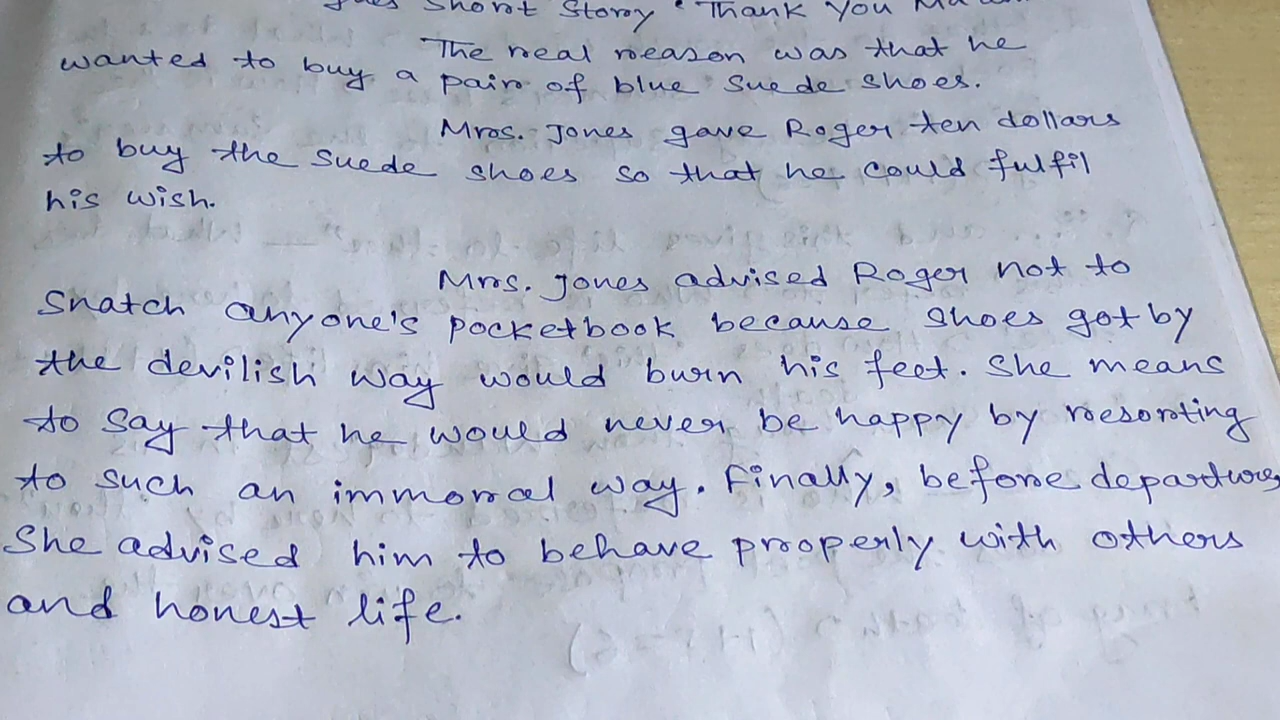 Short Story "Thank You
The real reason was that he
wanted to buy a pair of blue suede shoes.
Mrs. Jones gave Roger ten dollars
to buy the suede shoes so that he could fulfil
his wish.
Mrs. Jones advised Roger not to
Snatch anyone's pocketbook because shoes got by
the devilish way would burn his feet. She means
to say that he would never be happy by resorting
to such an immoral way. Finally, before departure
She advised him to behave properly with others
and honest life.